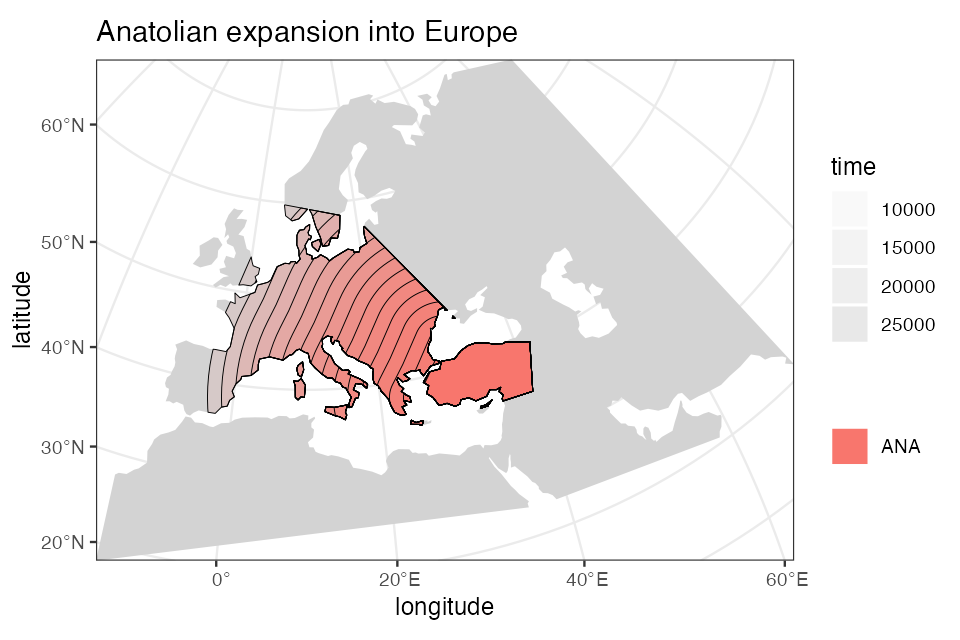 Anatolian expansion into Europe
60°N
50°N
40°N
30°N
20°N
latitude
0°
20°E
40°E
60°E
longitude
time
10000
15000
20000
25000
ANA